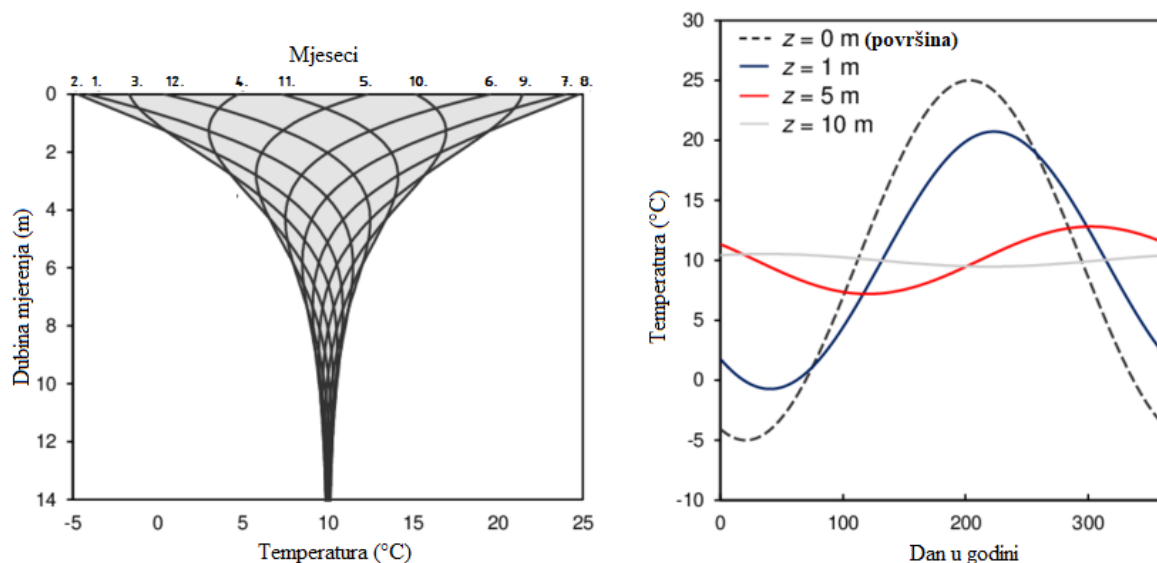 Mjeseci
2. 1. 3. 12. 4. 11. 5. 10. 6. 9. 7. 8.
0
2
4
6
8
10
12
14
Dubina mjerenja (m)
-5 0 5 10 15 20 25
Temperatura (°C)
30
25
20
15
10
5
0
-5
-10
Temperatura (°C)
z = 0 m (površina)
z = 1 m
z = 5 m
z = 10 m
0 100 200 300
Dan u godini